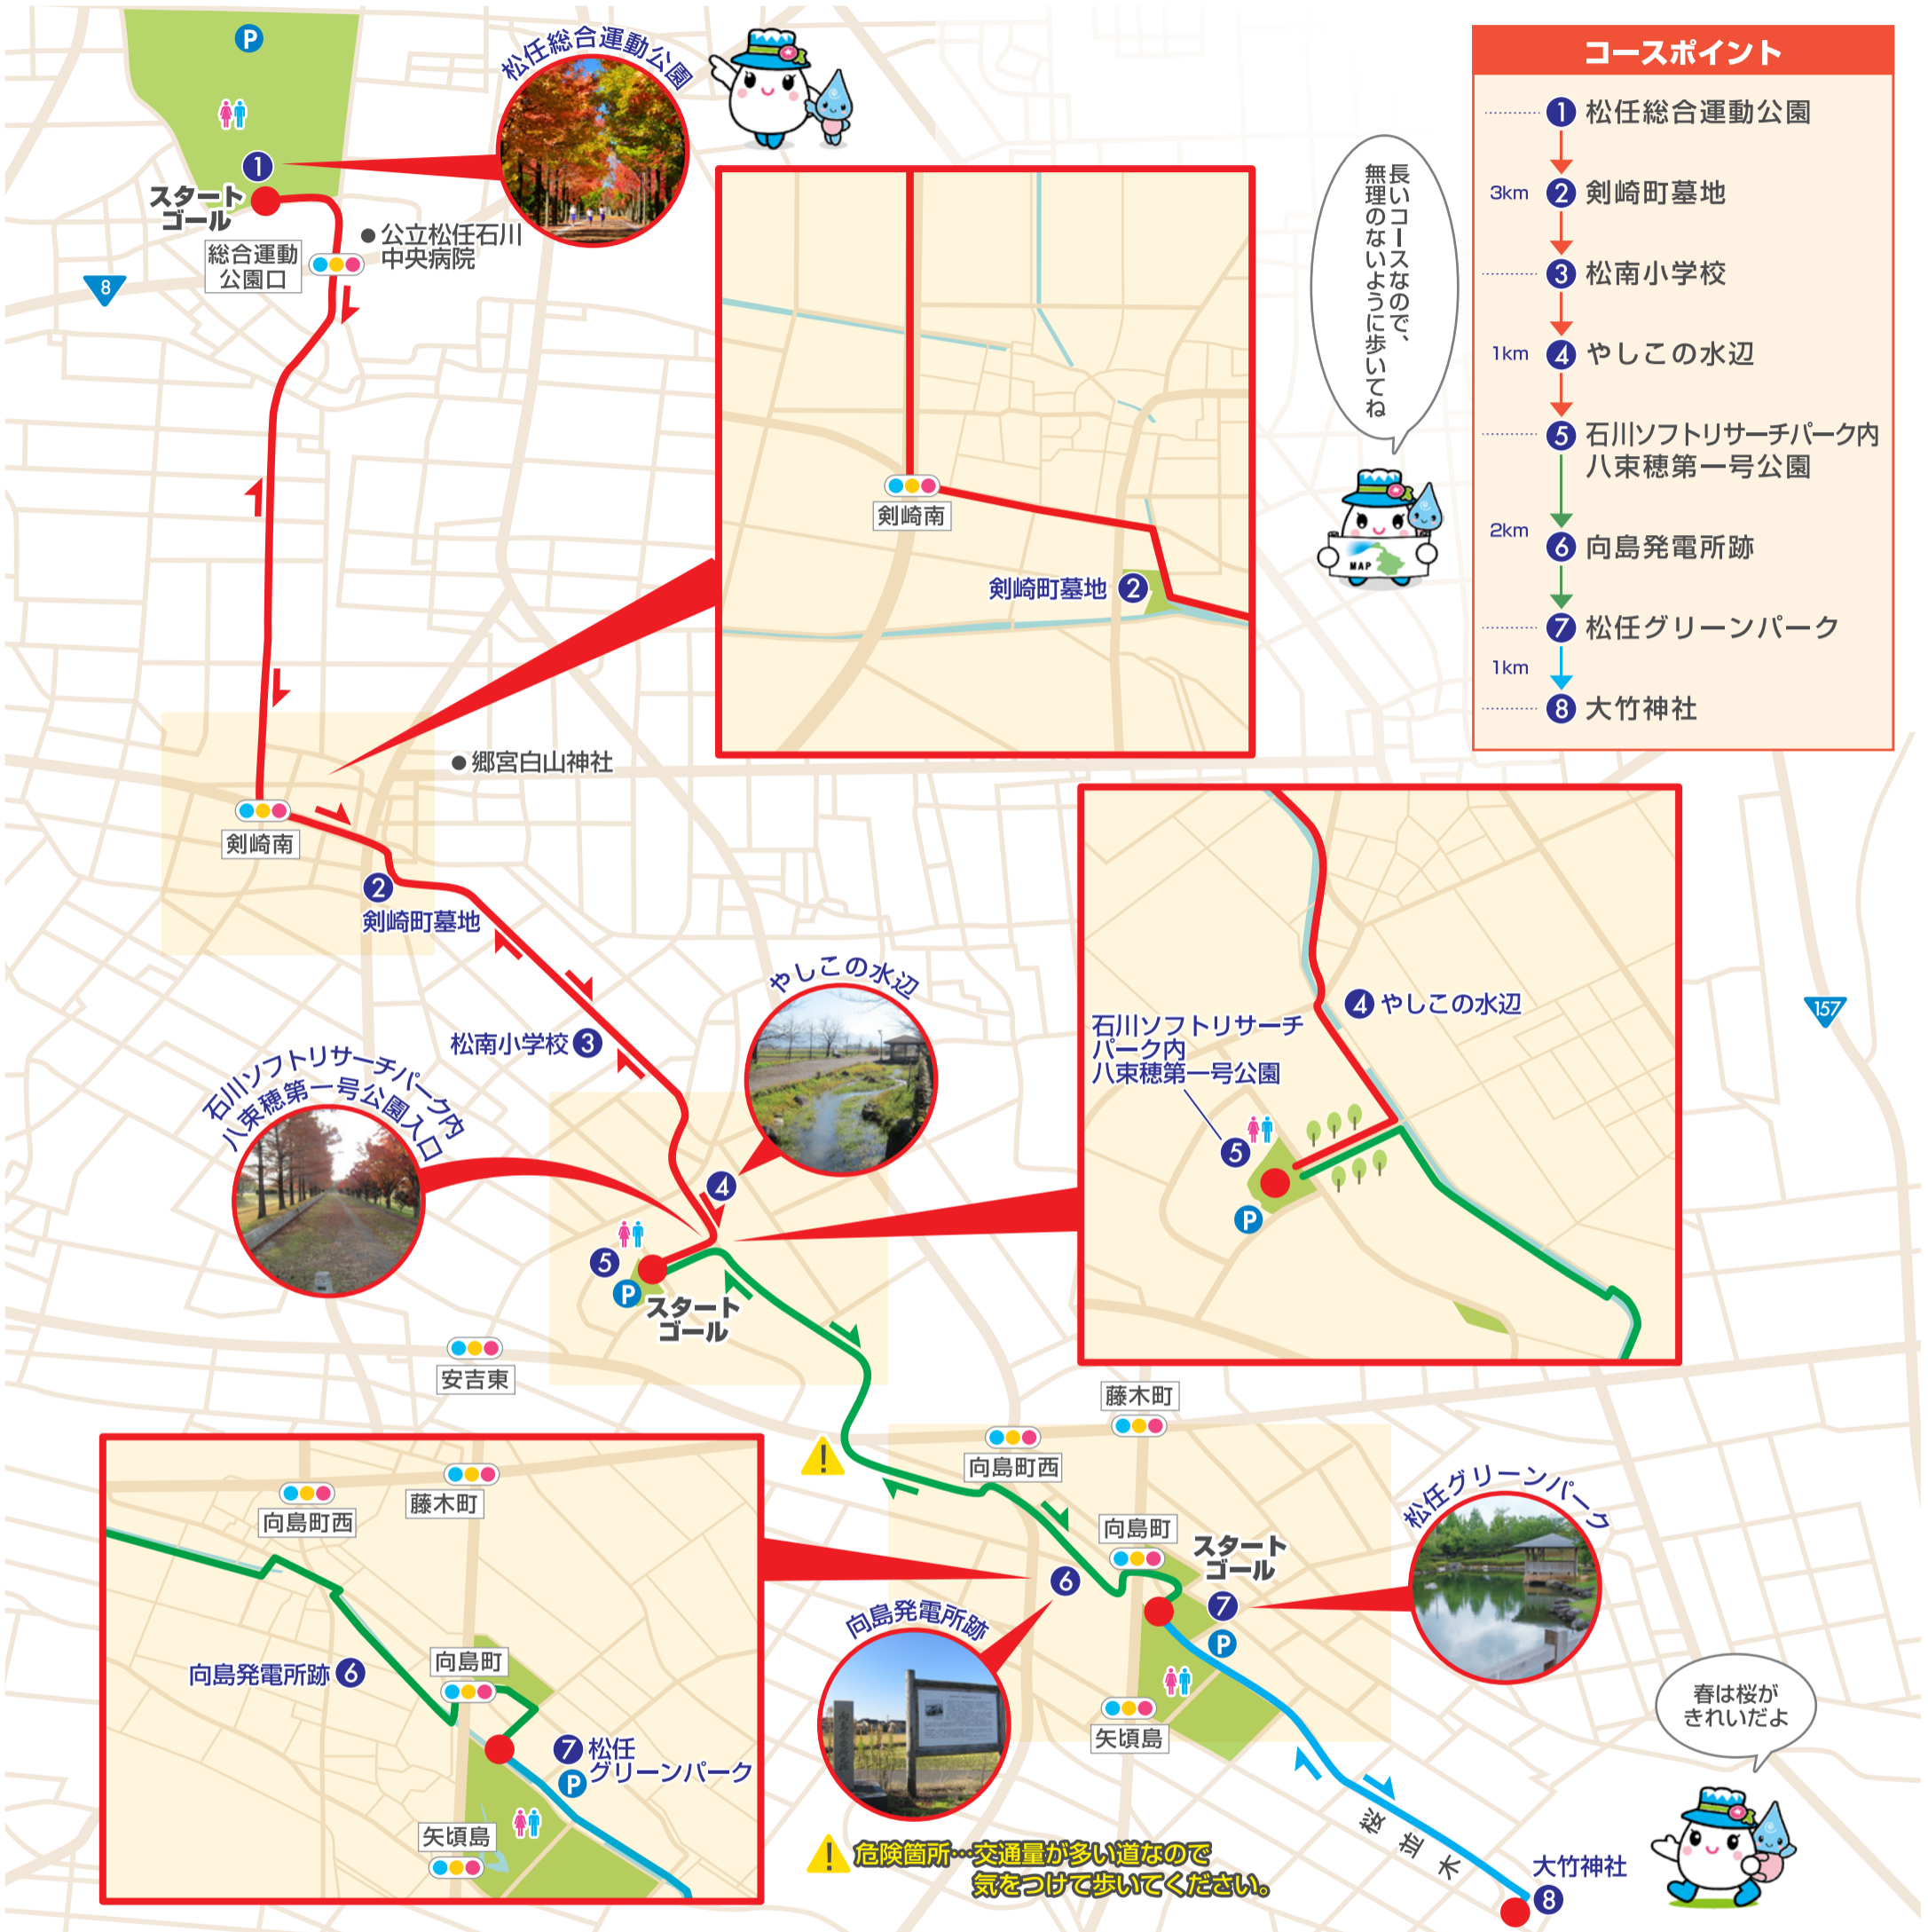 松任総合運動公園
P
1
スタート
ゴール
公立松任石川
中央病院
総合運動
公園口
8
コースポイント
1 松任総合運動公園
3km
2 剣崎町墓地
3 松南小学校
1km
4 やしこの水辺
5 石川ソフトリサーチパーク内
八束穂第一号公園
2km
6 向島発電所跡
7 松任グリーンパーク
1km
8 大竹神社
長いコースなので、
無理のないように歩いてね
MAP
剣崎南
剣崎町墓地 2
郷宮白山神社
剣崎南
2
剣崎町墓地
松南小学校 3
やしこの水辺
4
石川ソフトリサーチパーク内
八束穂第一号公園入口
5
P
スタート
ゴール
安吉東
4 やしこの水辺
石川ソフトリサーチ
パーク内
八束穂第一号公園
5
P
157
藤木町
向島町西
向島町
スタート
ゴール
6
7
P
松任グリーンパーク
向島発電所跡
矢頃島
藤木町
向島町西
向島発電所跡 6
向島町
7 松任
グリーンパーク
P
矢頃島
危険箇所…交通量が多い道なので
気をつけて歩いてください。
桜並木
大竹神社
8
春は桜が
きれいだよ